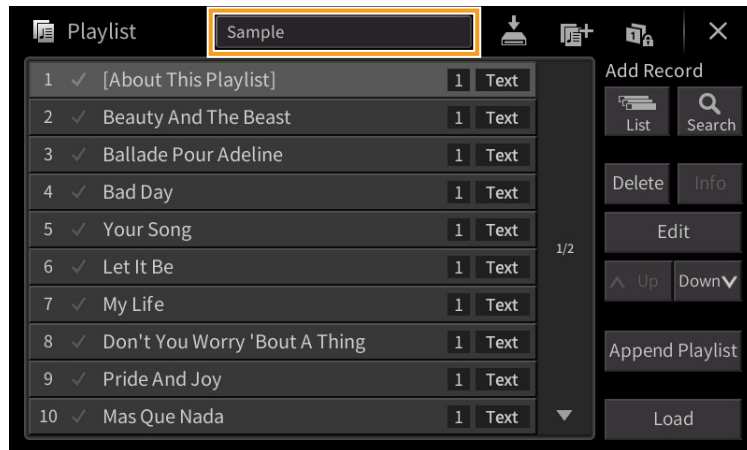 Playlist Sample
1 [About This Playlist] 1 Text
2 Beauty And The Beast 1 Text
3 Ballade Pour Adeline 1 Text
4 Bad Day 1 Text
5 Your Song 1 Text
6 Let It Be 1 Text
7 My Life 1 Text
8 Don't You Worry 'Bout A Thing 1 Text
9 Pride And Joy 1 Text
10 Mas Que Nada 1 Text
1/2
Add Record
List Search
Delete Info
Edit
Up Down
Append Playlist
Load